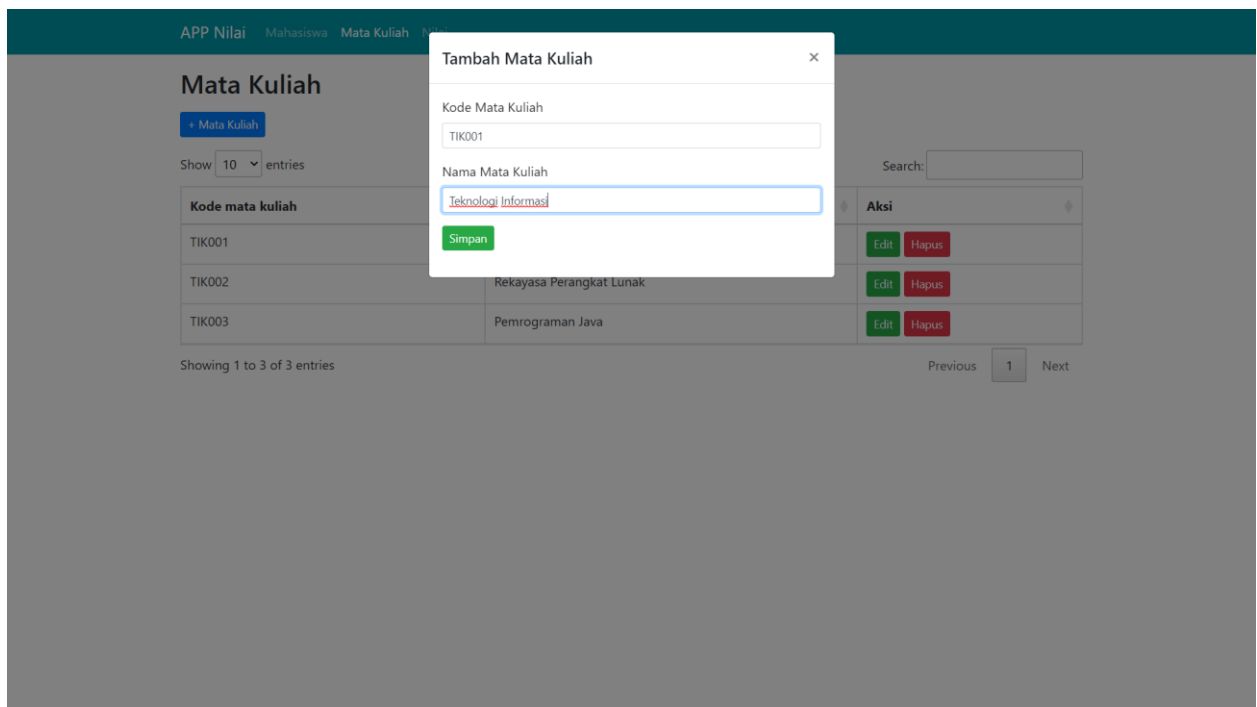 APP Nilai Mahasiswa Mata Kuliah Nilai
Tambah Mata Kuliah ×
Mata Kuliah
Kode Mata Kuliah
+ Mata Kuliah
TIK001
Show 10 entries
Search:
Nama Mata Kuliah
Teknologi Informasi
Kode mata kuliah
Aksi
Simpan
TIK001
Edit Hapus
TIK002 Rekayasa Perangkat Lunak Edit Hapus
TIK003 Pemrograman Java Edit Hapus
Showing 1 to 3 of 3 entries
Previous 1 Next